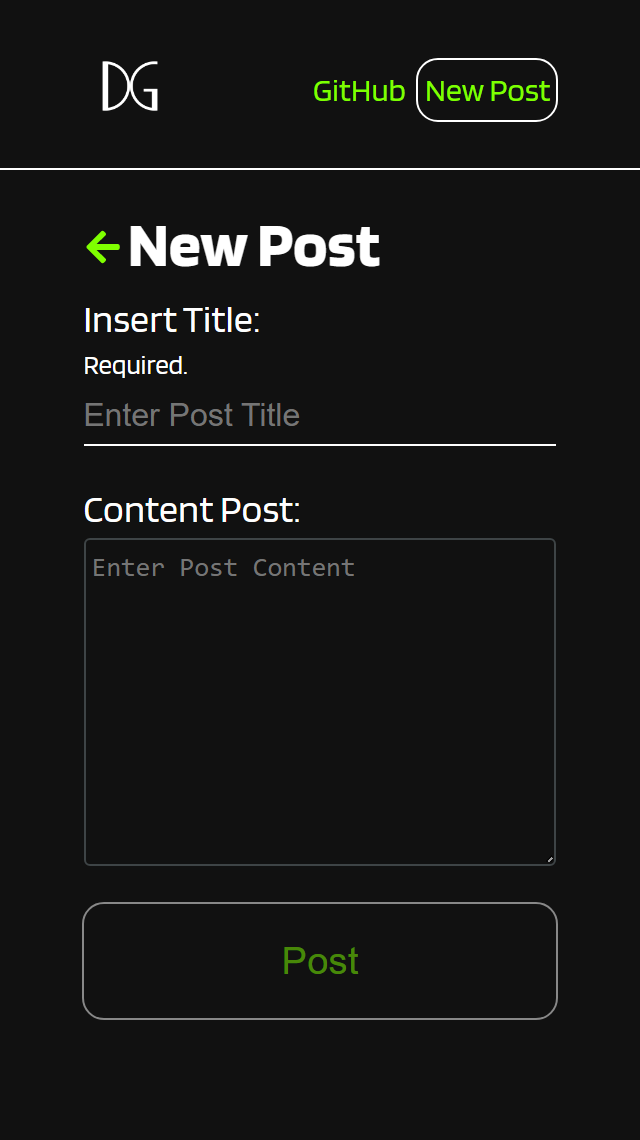 DG
GitHub New Post
New Post
Insert Title:
Required.
Enter Post Title
Content Post:
Enter Post Content
Post